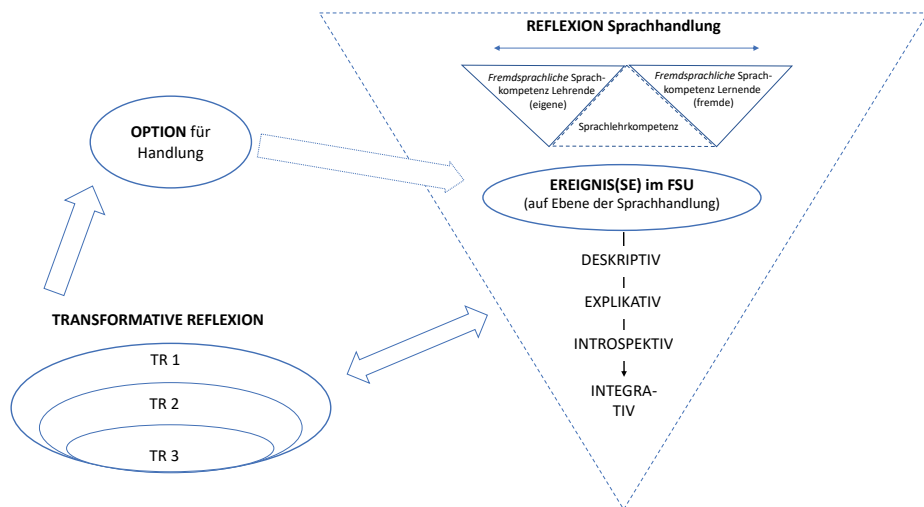 REFLEXION Sprachhandlung
Fremdsprachliche Sprach-
kompetenz Lehrende
(eigene)
Fremdsprachliche Sprach-
kompetenz Lernende
(fremde)
Sprachlehrkompetenz
OPTION für
Handlung
EREIGNIS(SE) im FSU
(auf Ebene der Sprachhandlung)
DESKRIPTIV
EXPLIKATIV
INTROSPEKTIV
INTEGRA-
TIV
TRANSFORMATIVE REFLEXION
TR 1
TR 2
TR 3